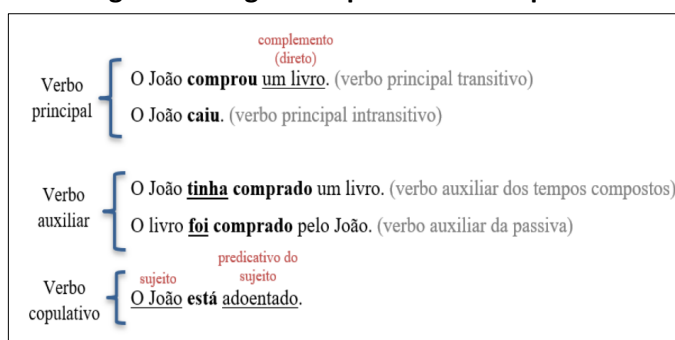 complemento
(direto)
Verbo
principal
O João comprou um livro. (verbo principal transitivo)
O João caiu. (verbo principal intransitivo)
Verbo
auxiliar
O João tinha comprado um livro. (verbo auxiliar dos tempos compostos)
O livro foi comprado pelo João. (verbo auxiliar da passiva)
Verbo
copulativo
sujeito
predicativo do
sujeito
O João está adoentado.